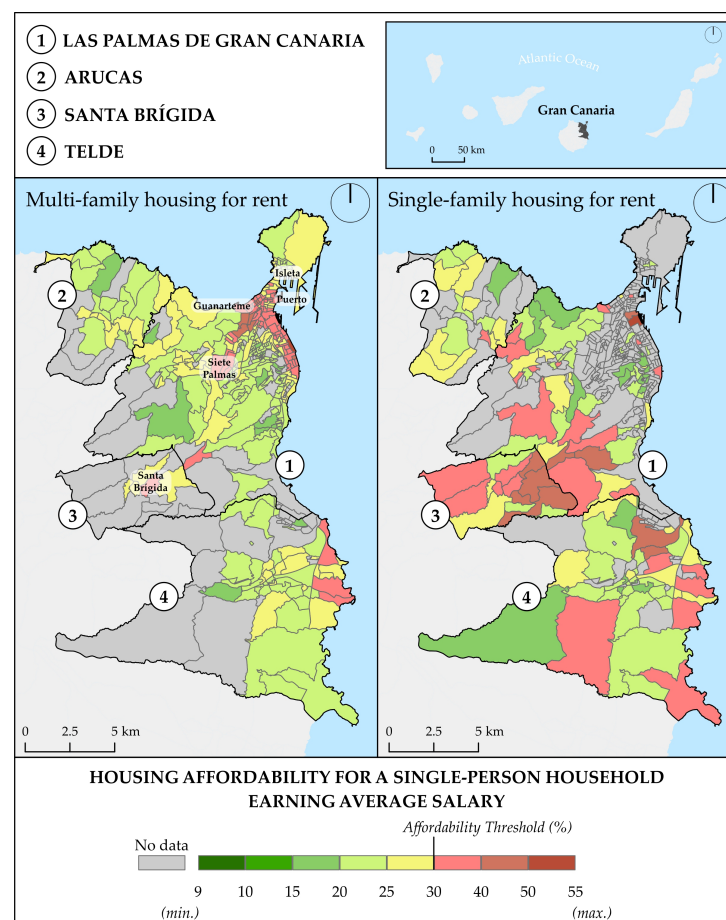 1 LAS PALMAS DE GRAN CANARIA
2 ARUCAS
3 SANTA BRÍGIDA
4 TELDE
Atlantic Ocean
Gran Canaria
0 50 km
Multi-family housing for rent
Isleta
2
Puerto
Guanarteme
Siete
Palmas
1
Santa
Brígida
3
4
0 2.5 5 km
Single-family housing for rent
2
1
3
4
0 2.5 5 km
HOUSING AFFORDABILITY FOR A SINGLE-PERSON HOUSEHOLD
EARNING AVERAGE SALARY
Affordability Threshold (%)
No data
9 10 15 20 25 30 40 50 55
(min.) (max.)